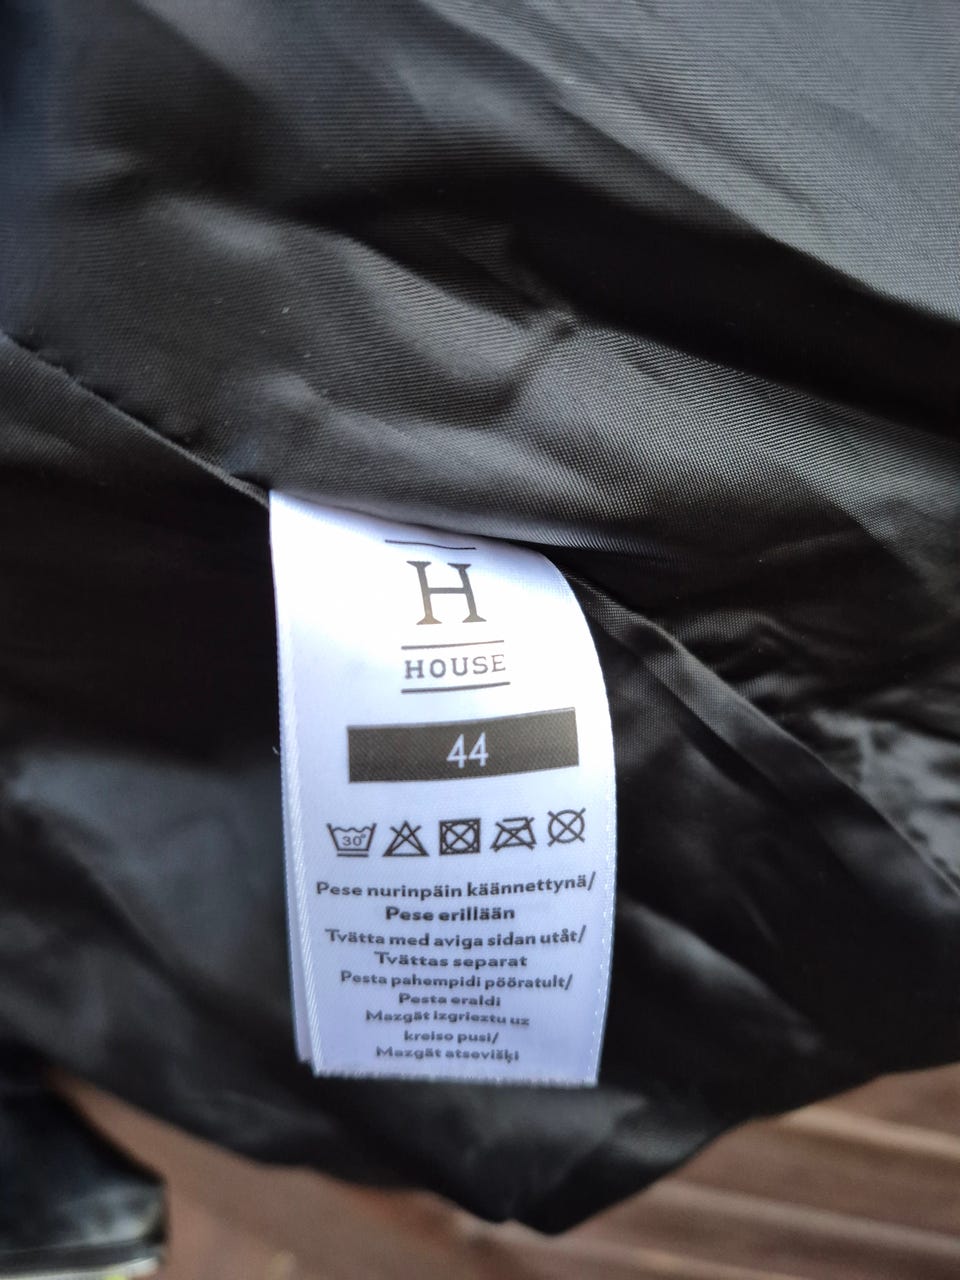 H
HOUSE
44
30°
Pese nurinpäin käännettynä/
Pese erillään
Tvätta med aviga sidan utåt/
Tvättas separat
Pesta pahempidi pööratult/
Pesta eraldi
Mazgāt izgrieztu uz
kreiso pusi/
Mazgāt atsevišķi